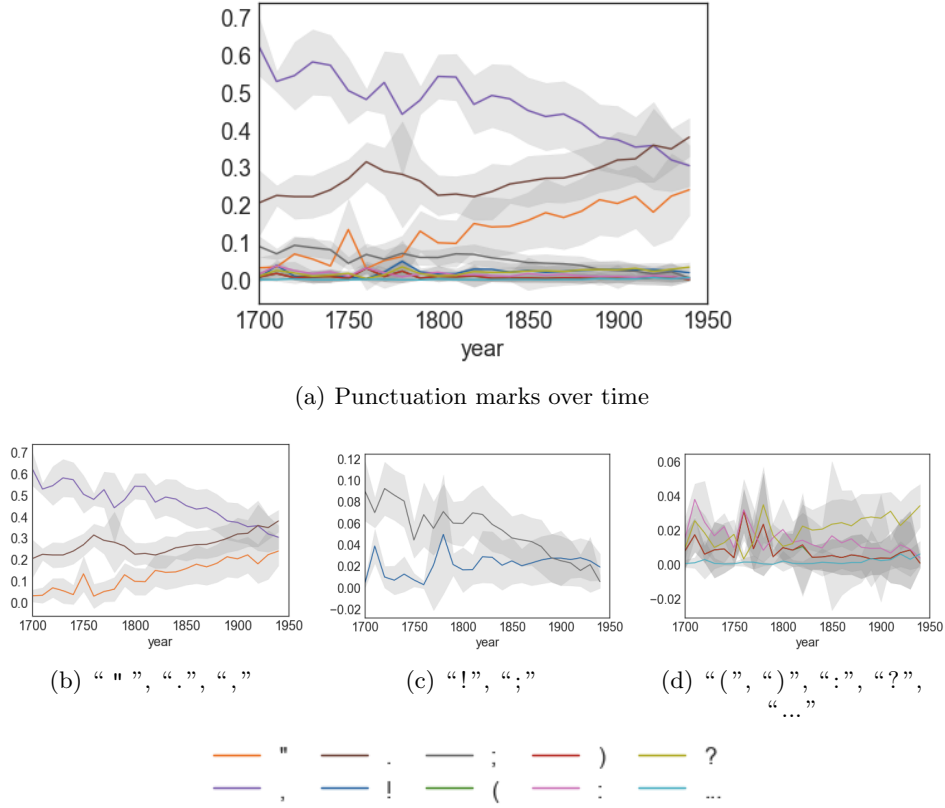 0.7
0.6
0.5
0.4
0.3
0.2
0.1
0.0
1700 1750 1800 1850 1900 1950
year
(a) Punctuation marks over time
0.7
0.6
0.5
0.4
0.3
0.2
0.1
0.0
1700 1750 1800 1850 1900 1950
year
(b) “ " ”, “.”, “,”
0.12
0.10
0.08
0.06
0.04
0.02
0.00
−0.02
1700 1750 1800 1850 1900 1950
year
(c) “!”, “;”
0.06
0.04
0.02
0.00
−0.02
1700 1750 1800 1850 1900 1950
year
(d) “(”, “)”, “:”, “?”,
“...”
" . ; ) ?
, ! ( : ...